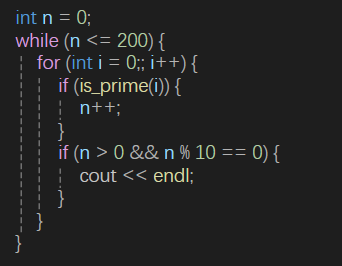 int n = 0;
while (n <= 200) {
for (int i = 0;; i++) {
if (is_prime(i)) {
n++;
}
if (n > 0 && n % 10 == 0) {
cout << endl;
}
}
}